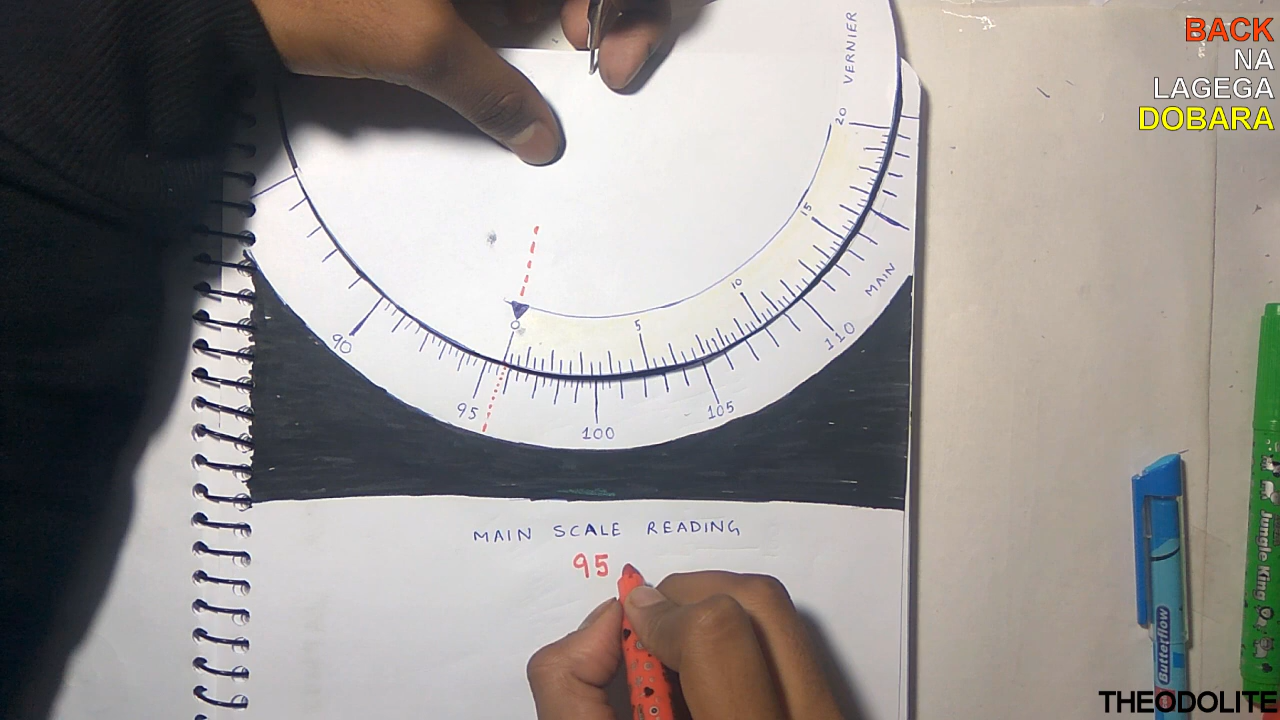 BACK
NA
LAGEGA
DOBARA
VERNIER
20
15
10
5
0
MAIN
110
105
100
95
90
MAIN SCALE READING
95
Butterflow
Jungle King
THEODOLITE